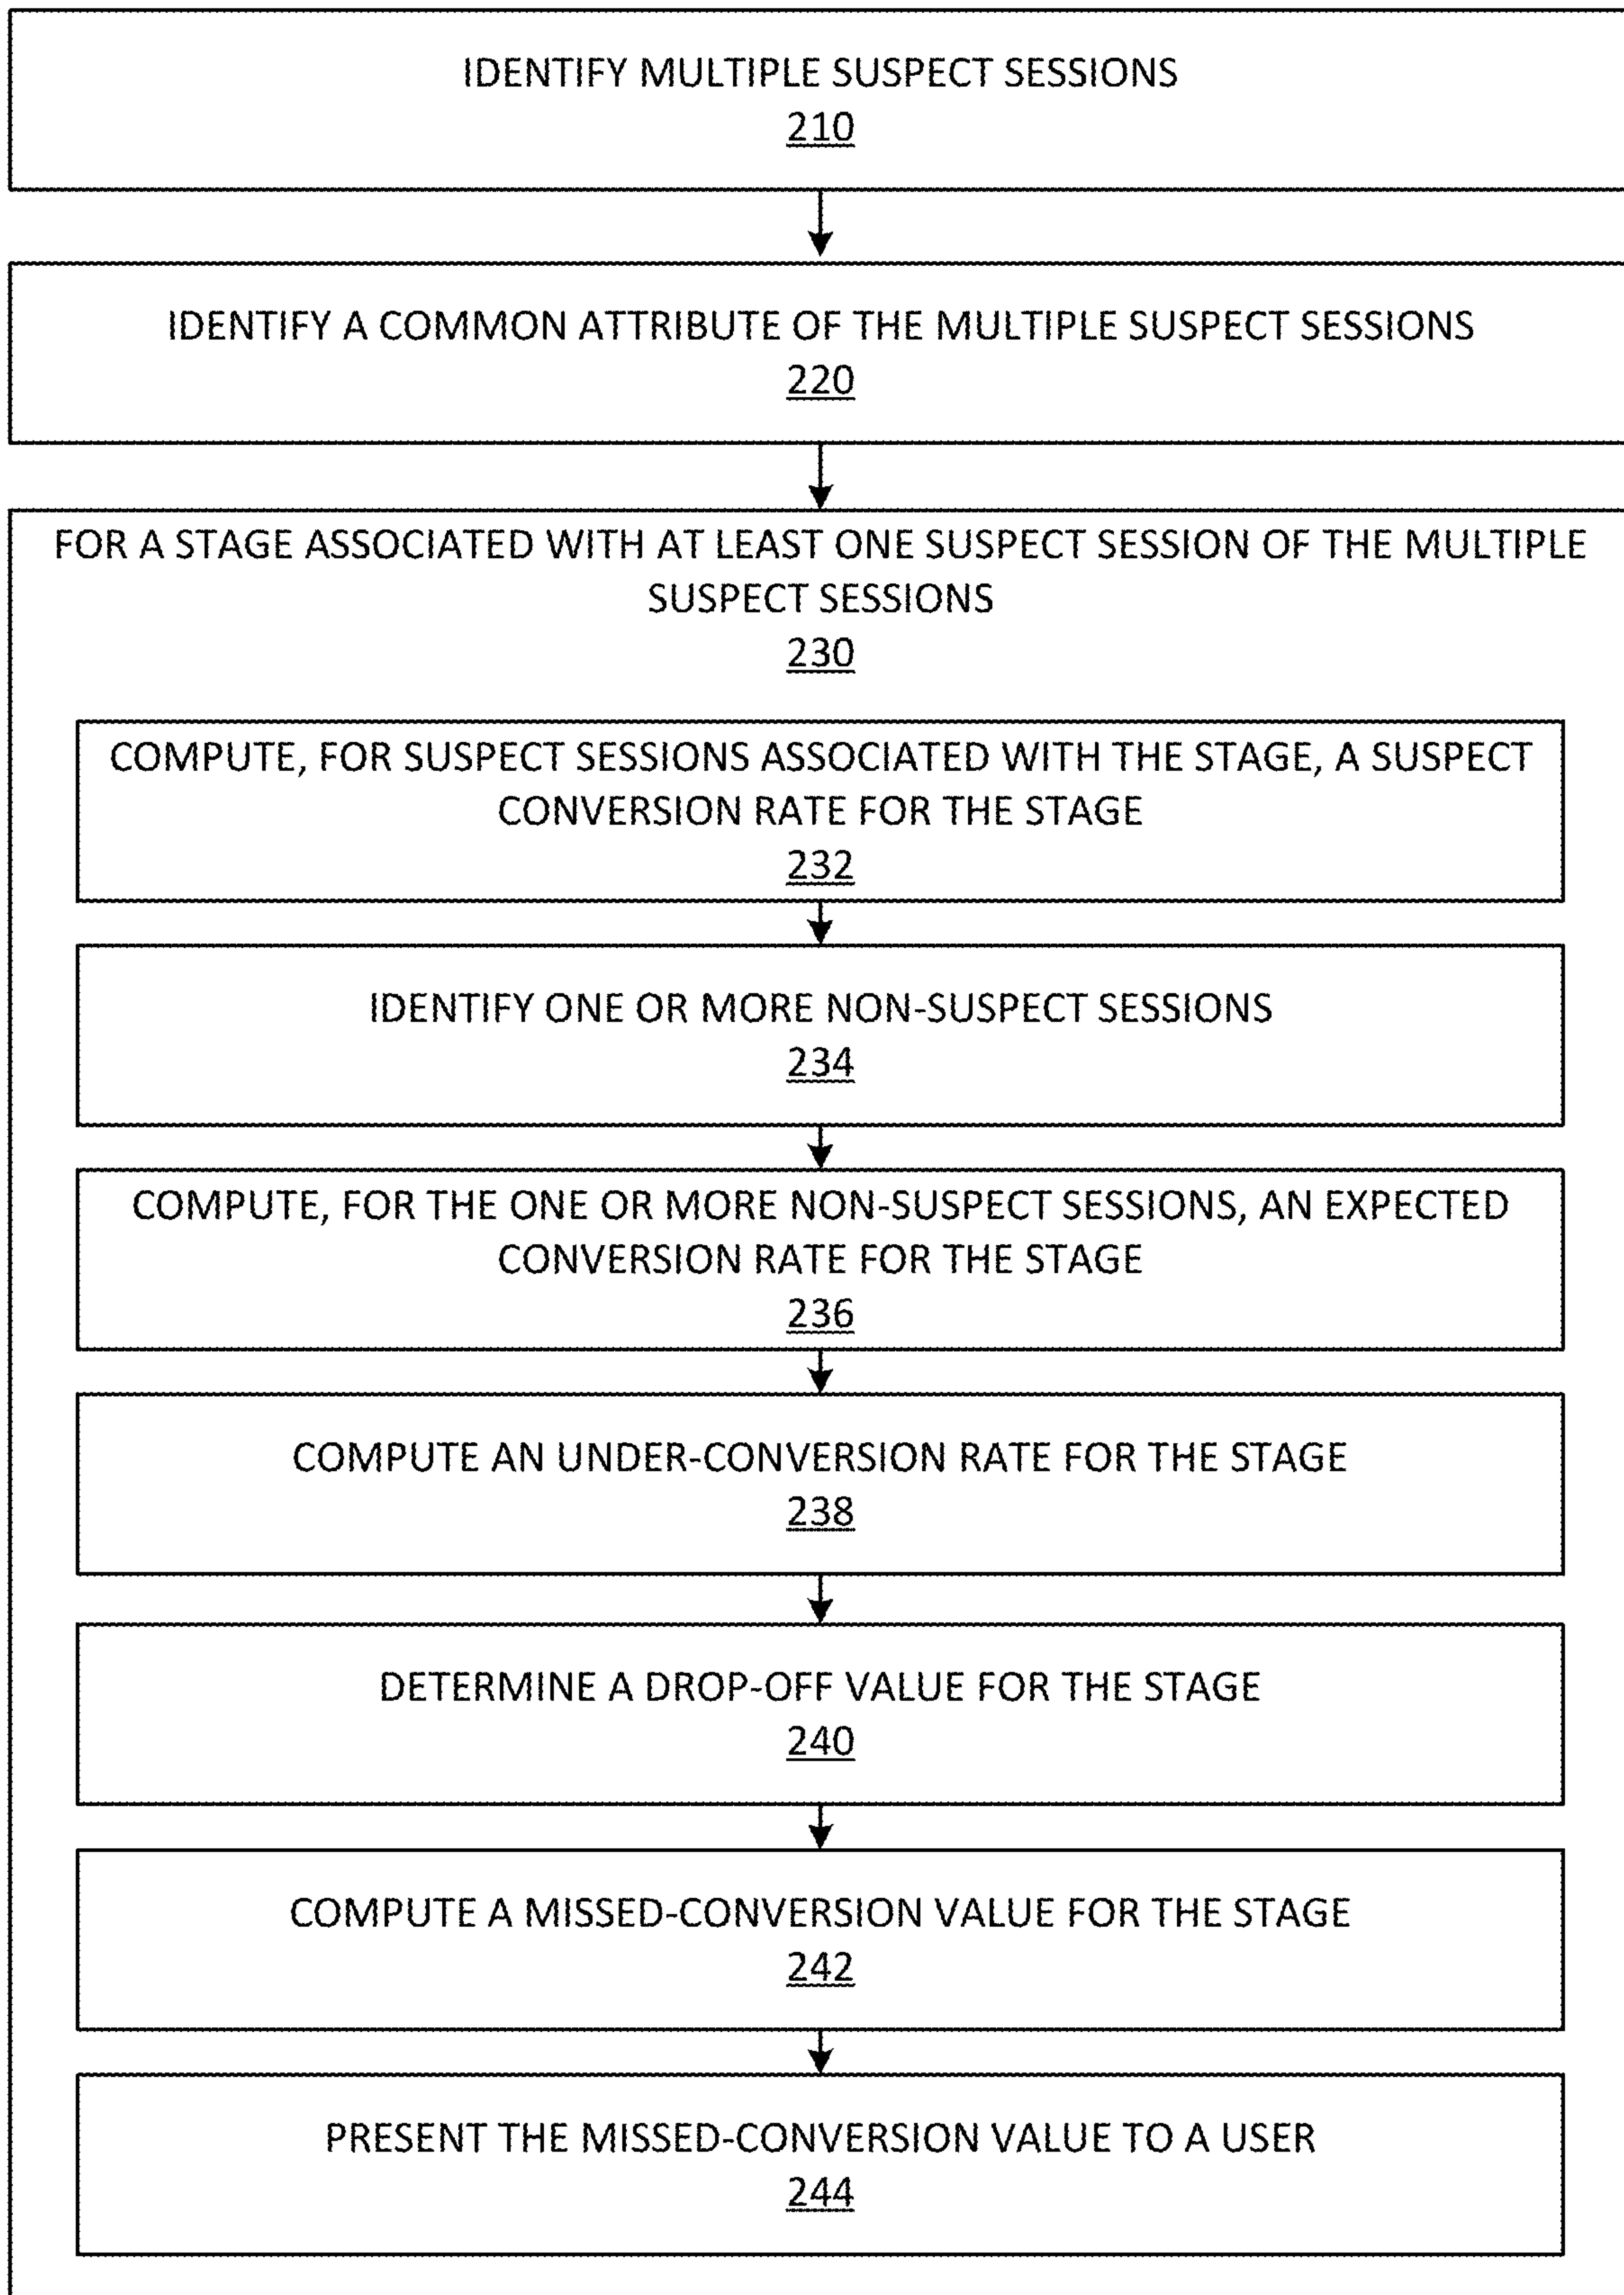 IDENTIFY MULTIPLE SUSPECT SESSIONS
210
IDENTIFY A COMMON ATTRIBUTE OF THE MULTIPLE SUSPECT SESSIONS
220
FOR A STAGE ASSOCIATED WITH AT LEAST ONE SUSPECT SESSION OF THE MULTIPLE
SUSPECT SESSIONS
230
COMPUTE, FOR SUSPECT SESSIONS ASSOCIATED WITH THE STAGE, A SUSPECT
CONVERSION RATE FOR THE STAGE
232
IDENTIFY ONE OR MORE NON-SUSPECT SESSIONS
234
COMPUTE, FOR THE ONE OR MORE NON-SUSPECT SESSIONS, AN EXPECTED
CONVERSION RATE FOR THE STAGE
236
COMPUTE AN UNDER-CONVERSION RATE FOR THE STAGE
238
DETERMINE A DROP-OFF VALUE FOR THE STAGE
240
COMPUTE A MISSED-CONVERSION VALUE FOR THE STAGE
242
PRESENT THE MISSED-CONVERSION VALUE TO A USER
244